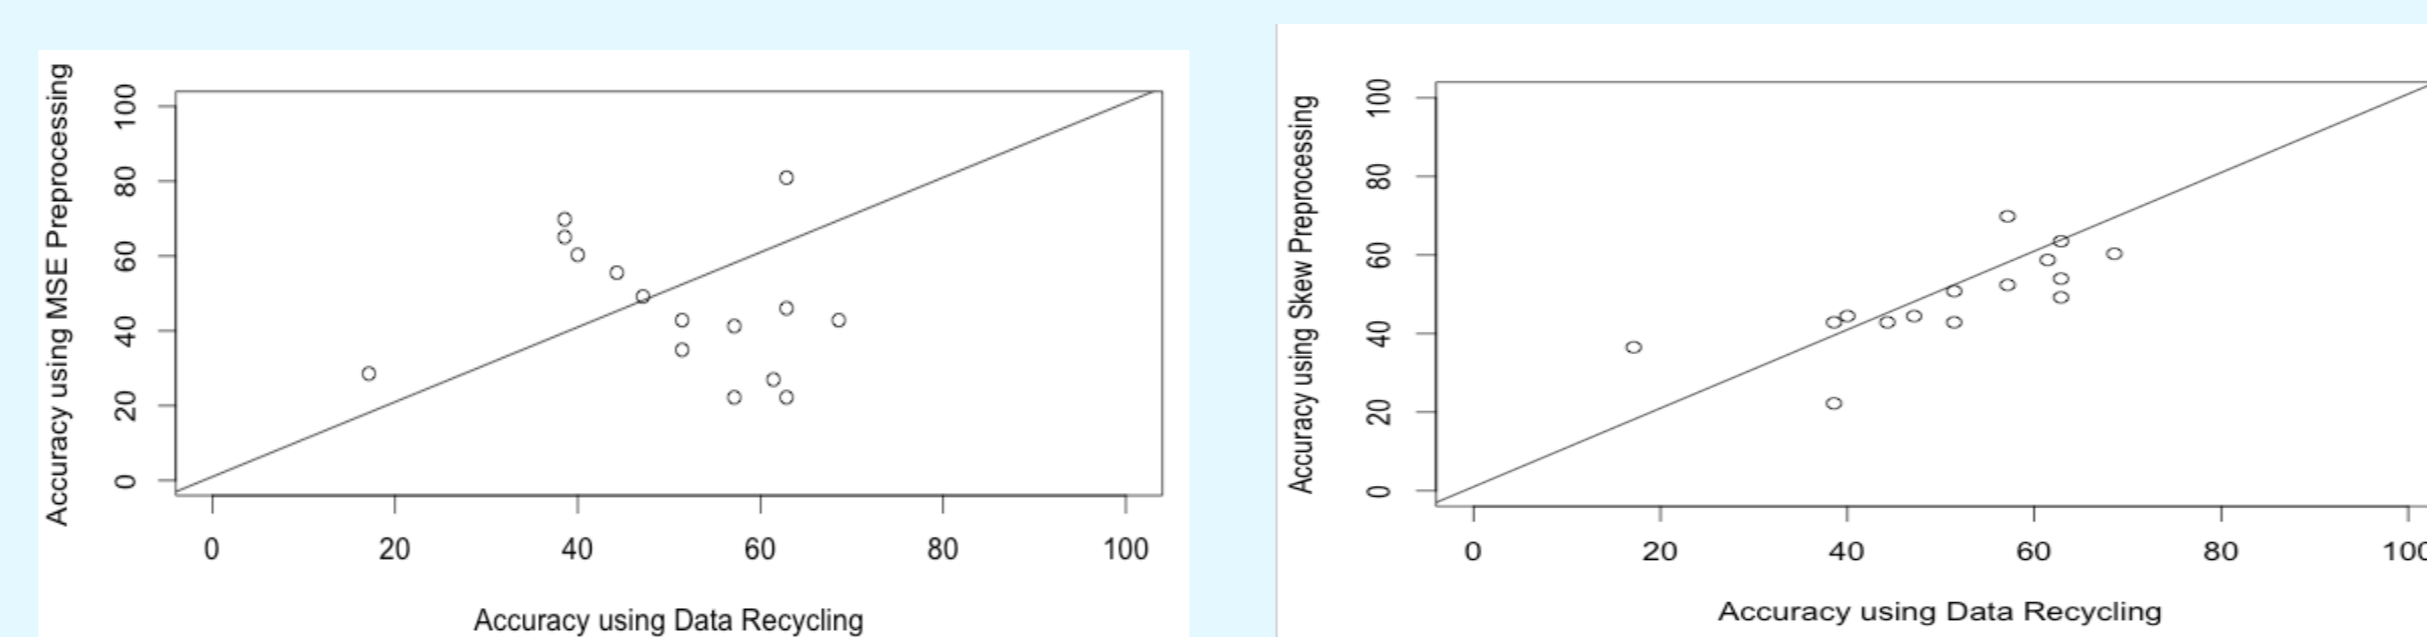 Accuracy using MSE Preprocessing
100
80
60
40
20
0
0 20 40 60 80 100
Accuracy using Data Recycling
Accuracy using Skew Preprocessing
100
80
60
40
20
0
0 20 40 60 80 100
Accuracy using Data Recycling